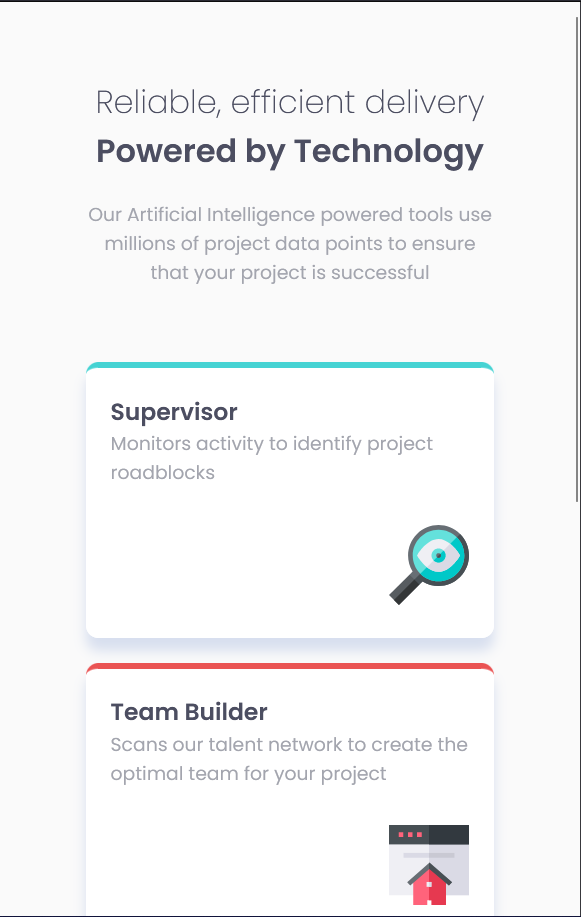 Reliable, efficient delivery
Powered by Technology
Our Artificial Intelligence powered tools use
millions of project data points to ensure
that your project is successful
Supervisor
Monitors activity to identify project
roadblocks
Team Builder
Scans our talent network to create the
optimal team for your project